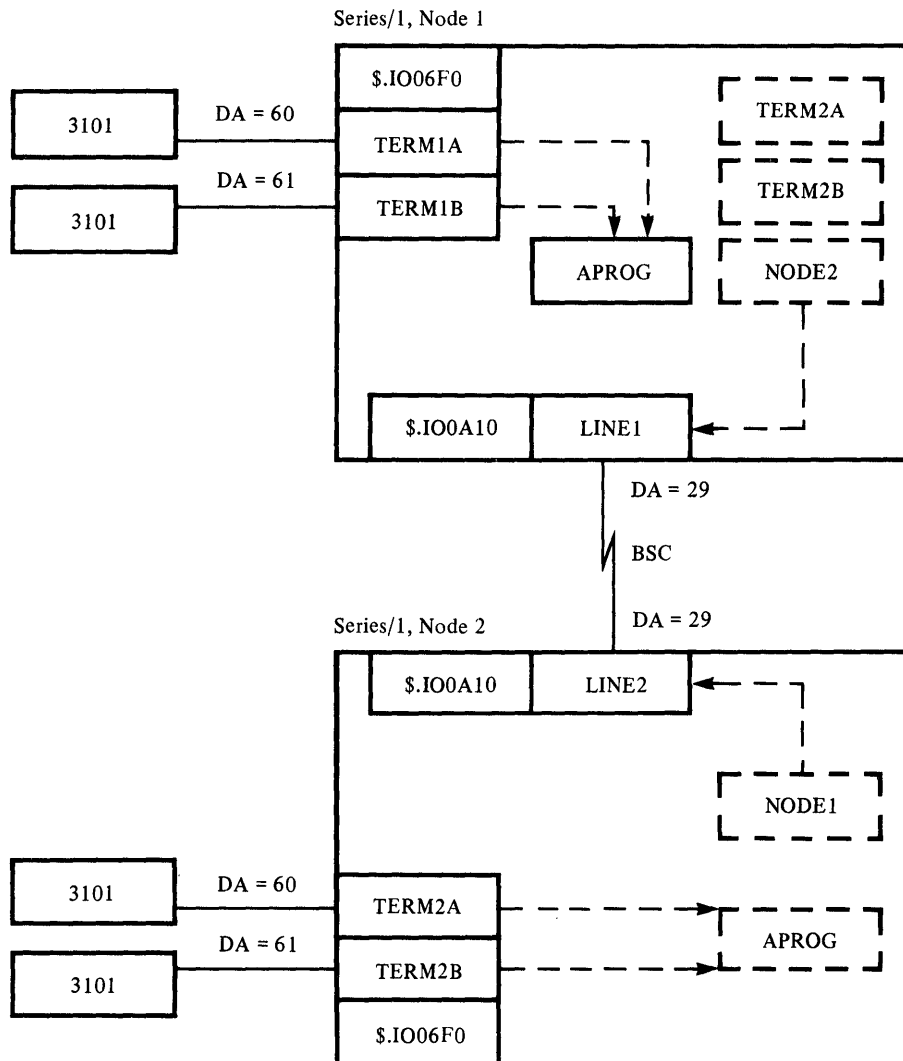 Series/1, Node 1
$.IO06F0
TERM2A
DA = 60
3101
TERM1A
TERM2B
DA = 61
3101
TERM1B
APROG
NODE2
$.IO0A10
LINE1
DA = 29
BSC
DA = 29
Series/1, Node 2
$.IO0A10
LINE2
NODE1
DA = 60
3101
TERM2A
APROG
DA = 61
3101
TERM2B
$.IO06F0